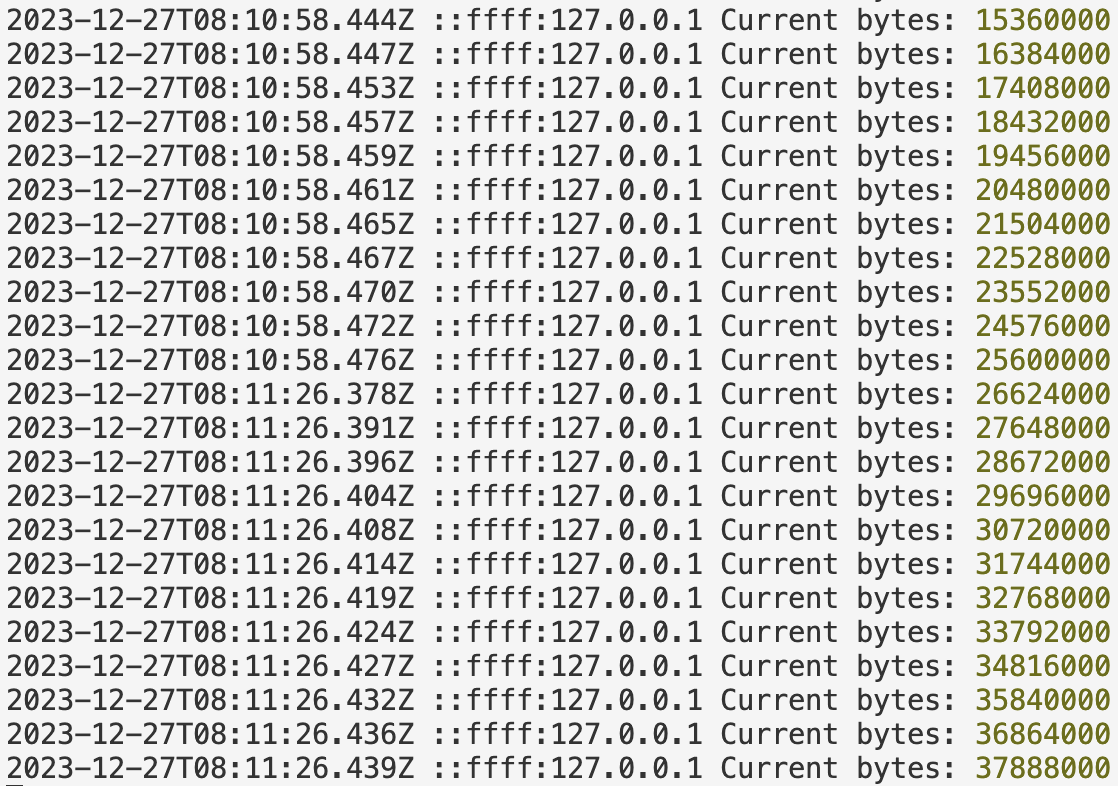 2023-12-27T08:10:58.444Z ::ffff:127.0.0.1 Current bytes: 15360000
2023-12-27T08:10:58.447Z ::ffff:127.0.0.1 Current bytes: 16384000
2023-12-27T08:10:58.453Z ::ffff:127.0.0.1 Current bytes: 17408000
2023-12-27T08:10:58.457Z ::ffff:127.0.0.1 Current bytes: 18432000
2023-12-27T08:10:58.459Z ::ffff:127.0.0.1 Current bytes: 19456000
2023-12-27T08:10:58.461Z ::ffff:127.0.0.1 Current bytes: 20480000
2023-12-27T08:10:58.465Z ::ffff:127.0.0.1 Current bytes: 21504000
2023-12-27T08:10:58.467Z ::ffff:127.0.0.1 Current bytes: 22528000
2023-12-27T08:10:58.470Z ::ffff:127.0.0.1 Current bytes: 23552000
2023-12-27T08:10:58.472Z ::ffff:127.0.0.1 Current bytes: 24576000
2023-12-27T08:10:58.476Z ::ffff:127.0.0.1 Current bytes: 25600000
2023-12-27T08:11:26.378Z ::ffff:127.0.0.1 Current bytes: 26624000
2023-12-27T08:11:26.391Z ::ffff:127.0.0.1 Current bytes: 27648000
2023-12-27T08:11:26.396Z ::ffff:127.0.0.1 Current bytes: 28672000
2023-12-27T08:11:26.404Z ::ffff:127.0.0.1 Current bytes: 29696000
2023-12-27T08:11:26.408Z ::ffff:127.0.0.1 Current bytes: 30720000
2023-12-27T08:11:26.414Z ::ffff:127.0.0.1 Current bytes: 31744000
2023-12-27T08:11:26.419Z ::ffff:127.0.0.1 Current bytes: 32768000
2023-12-27T08:11:26.424Z ::ffff:127.0.0.1 Current bytes: 33792000
2023-12-27T08:11:26.427Z ::ffff:127.0.0.1 Current bytes: 34816000
2023-12-27T08:11:26.432Z ::ffff:127.0.0.1 Current bytes: 35840000
2023-12-27T08:11:26.436Z ::ffff:127.0.0.1 Current bytes: 36864000
2023-12-27T08:11:26.439Z ::ffff:127.0.0.1 Current bytes: 37888000